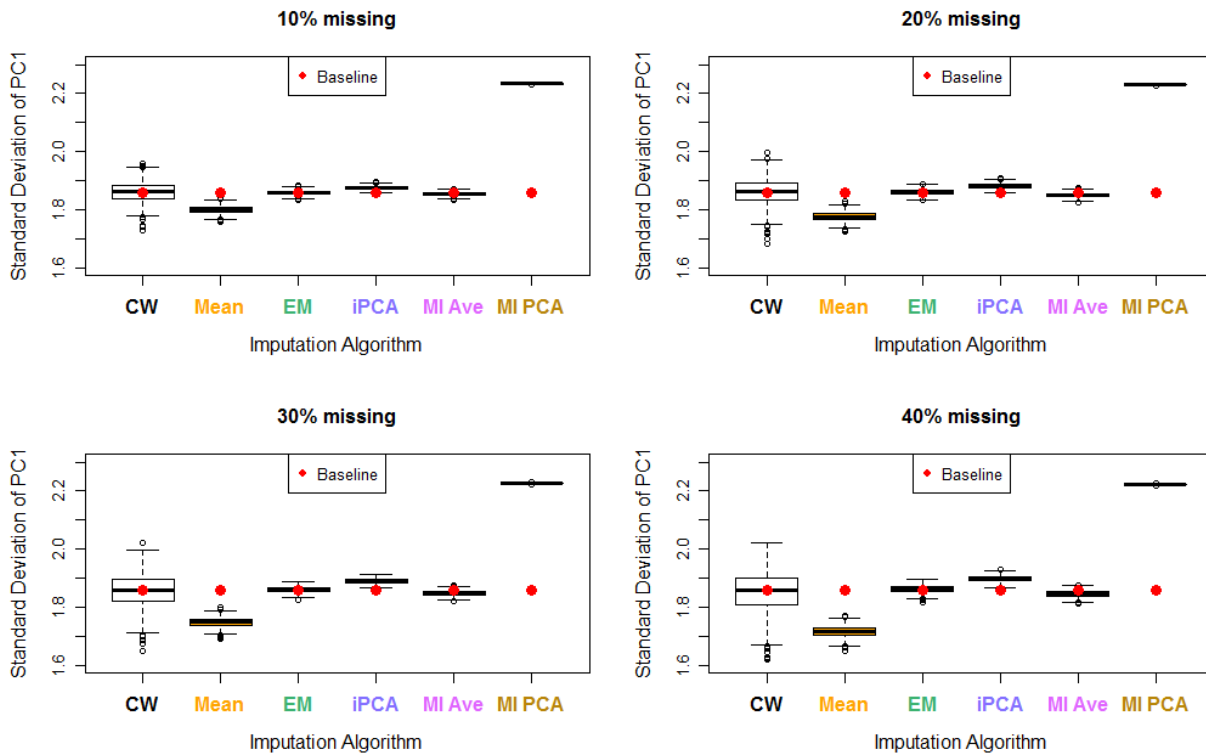 10% missing
Standard Deviation of PC1
2.2
2.0
1.8
1.6
Baseline
CW Mean EM iPCA MI Ave MI PCA
Imputation Algorithm
20% missing
Standard Deviation of PC1
2.2
2.0
1.8
1.6
Baseline
CW Mean EM iPCA MI Ave MI PCA
Imputation Algorithm
30% missing
Standard Deviation of PC1
2.2
2.0
1.8
1.6
Baseline
CW Mean EM iPCA MI Ave MI PCA
Imputation Algorithm
40% missing
Standard Deviation of PC1
2.2
2.0
1.8
1.6
Baseline
CW Mean EM iPCA MI Ave MI PCA
Imputation Algorithm